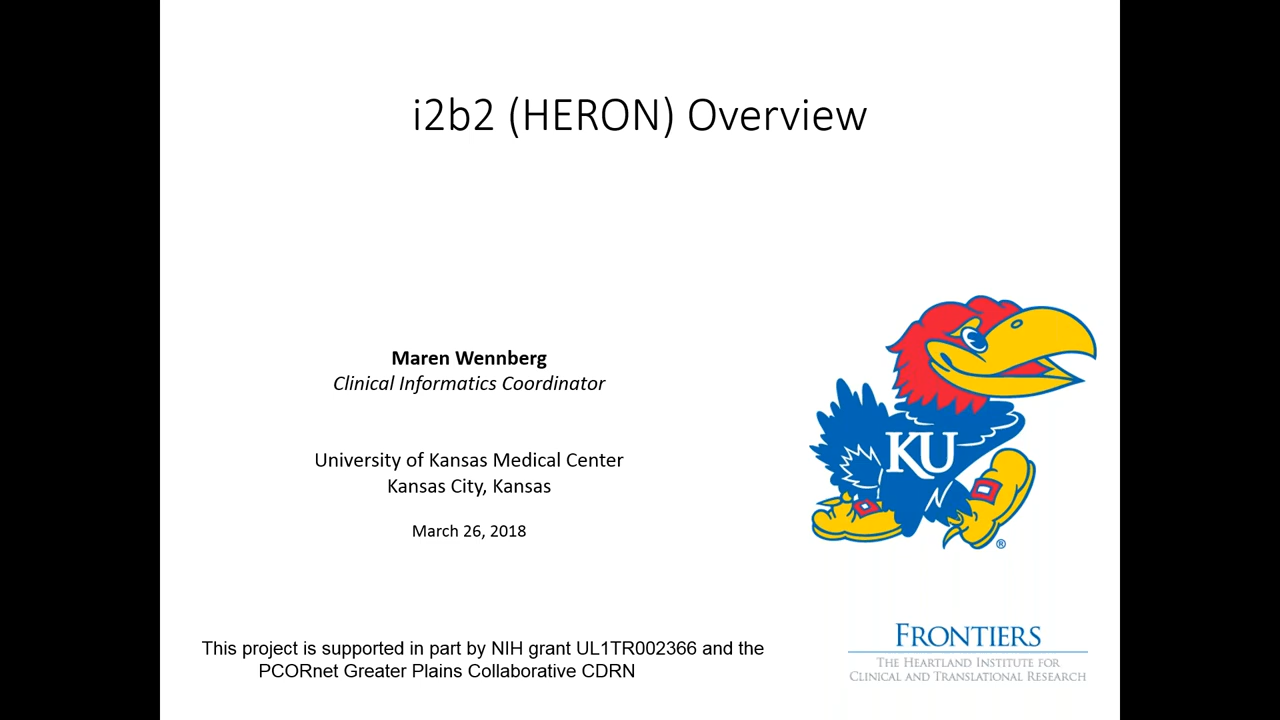 i2b2 (HERON) Overview
Maren Wennberg
Clinical Informatics Coordinator
University of Kansas Medical Center
Kansas City, Kansas
March 26, 2018
KU
®
FRONTIERS
THE HEARTLAND INSTITUTE FOR
CLINICAL AND TRANSLATIONAL RESEARCH
This project is supported in part by NIH grant UL1TR002366 and the
PCORnet Greater Plains Collaborative CDRN